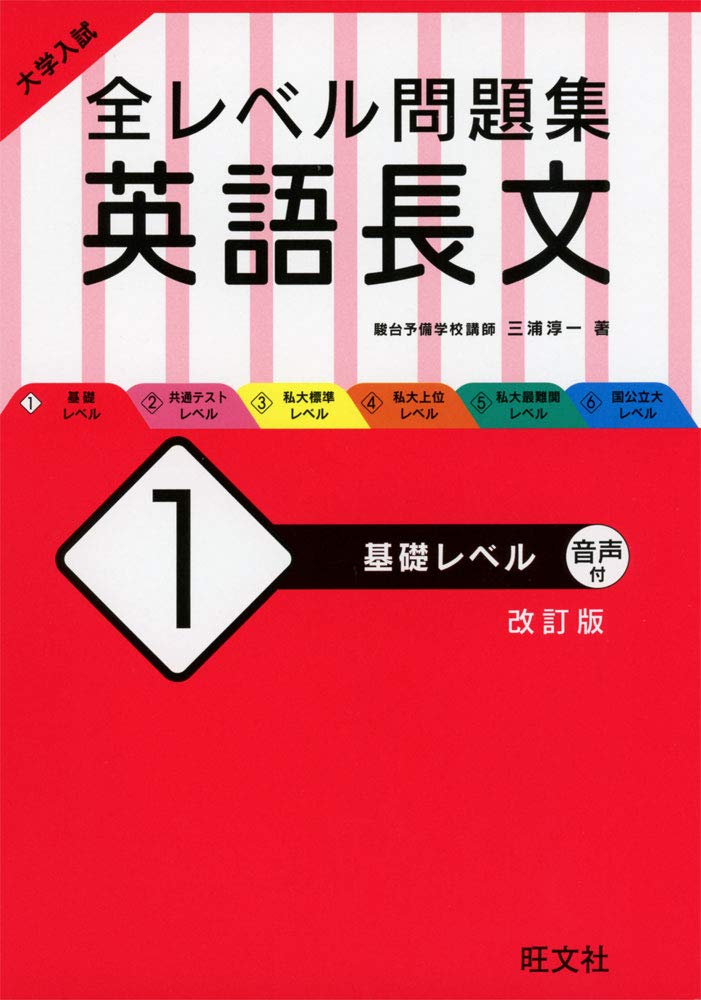 大学入試
全レベル問題集
英語長文
駿台予備学校講師 三浦淳一 著
1 基礎レベル
2 共通テストレベル
3 私大標準レベル
4 私大上位レベル
5 私大最難関レベル
6 国公立大レベル
1
基礎レベル
音声付
改訂版
旺文社